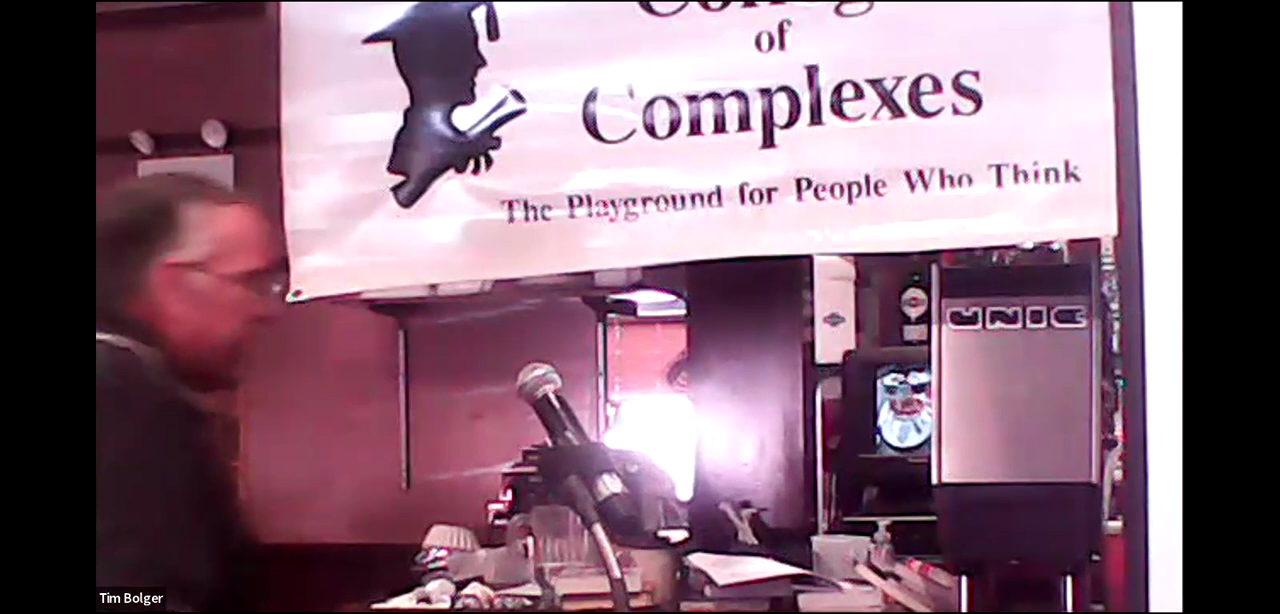 of
Complexes
The Playground for People Who Think
UNIC
Tim Bolger